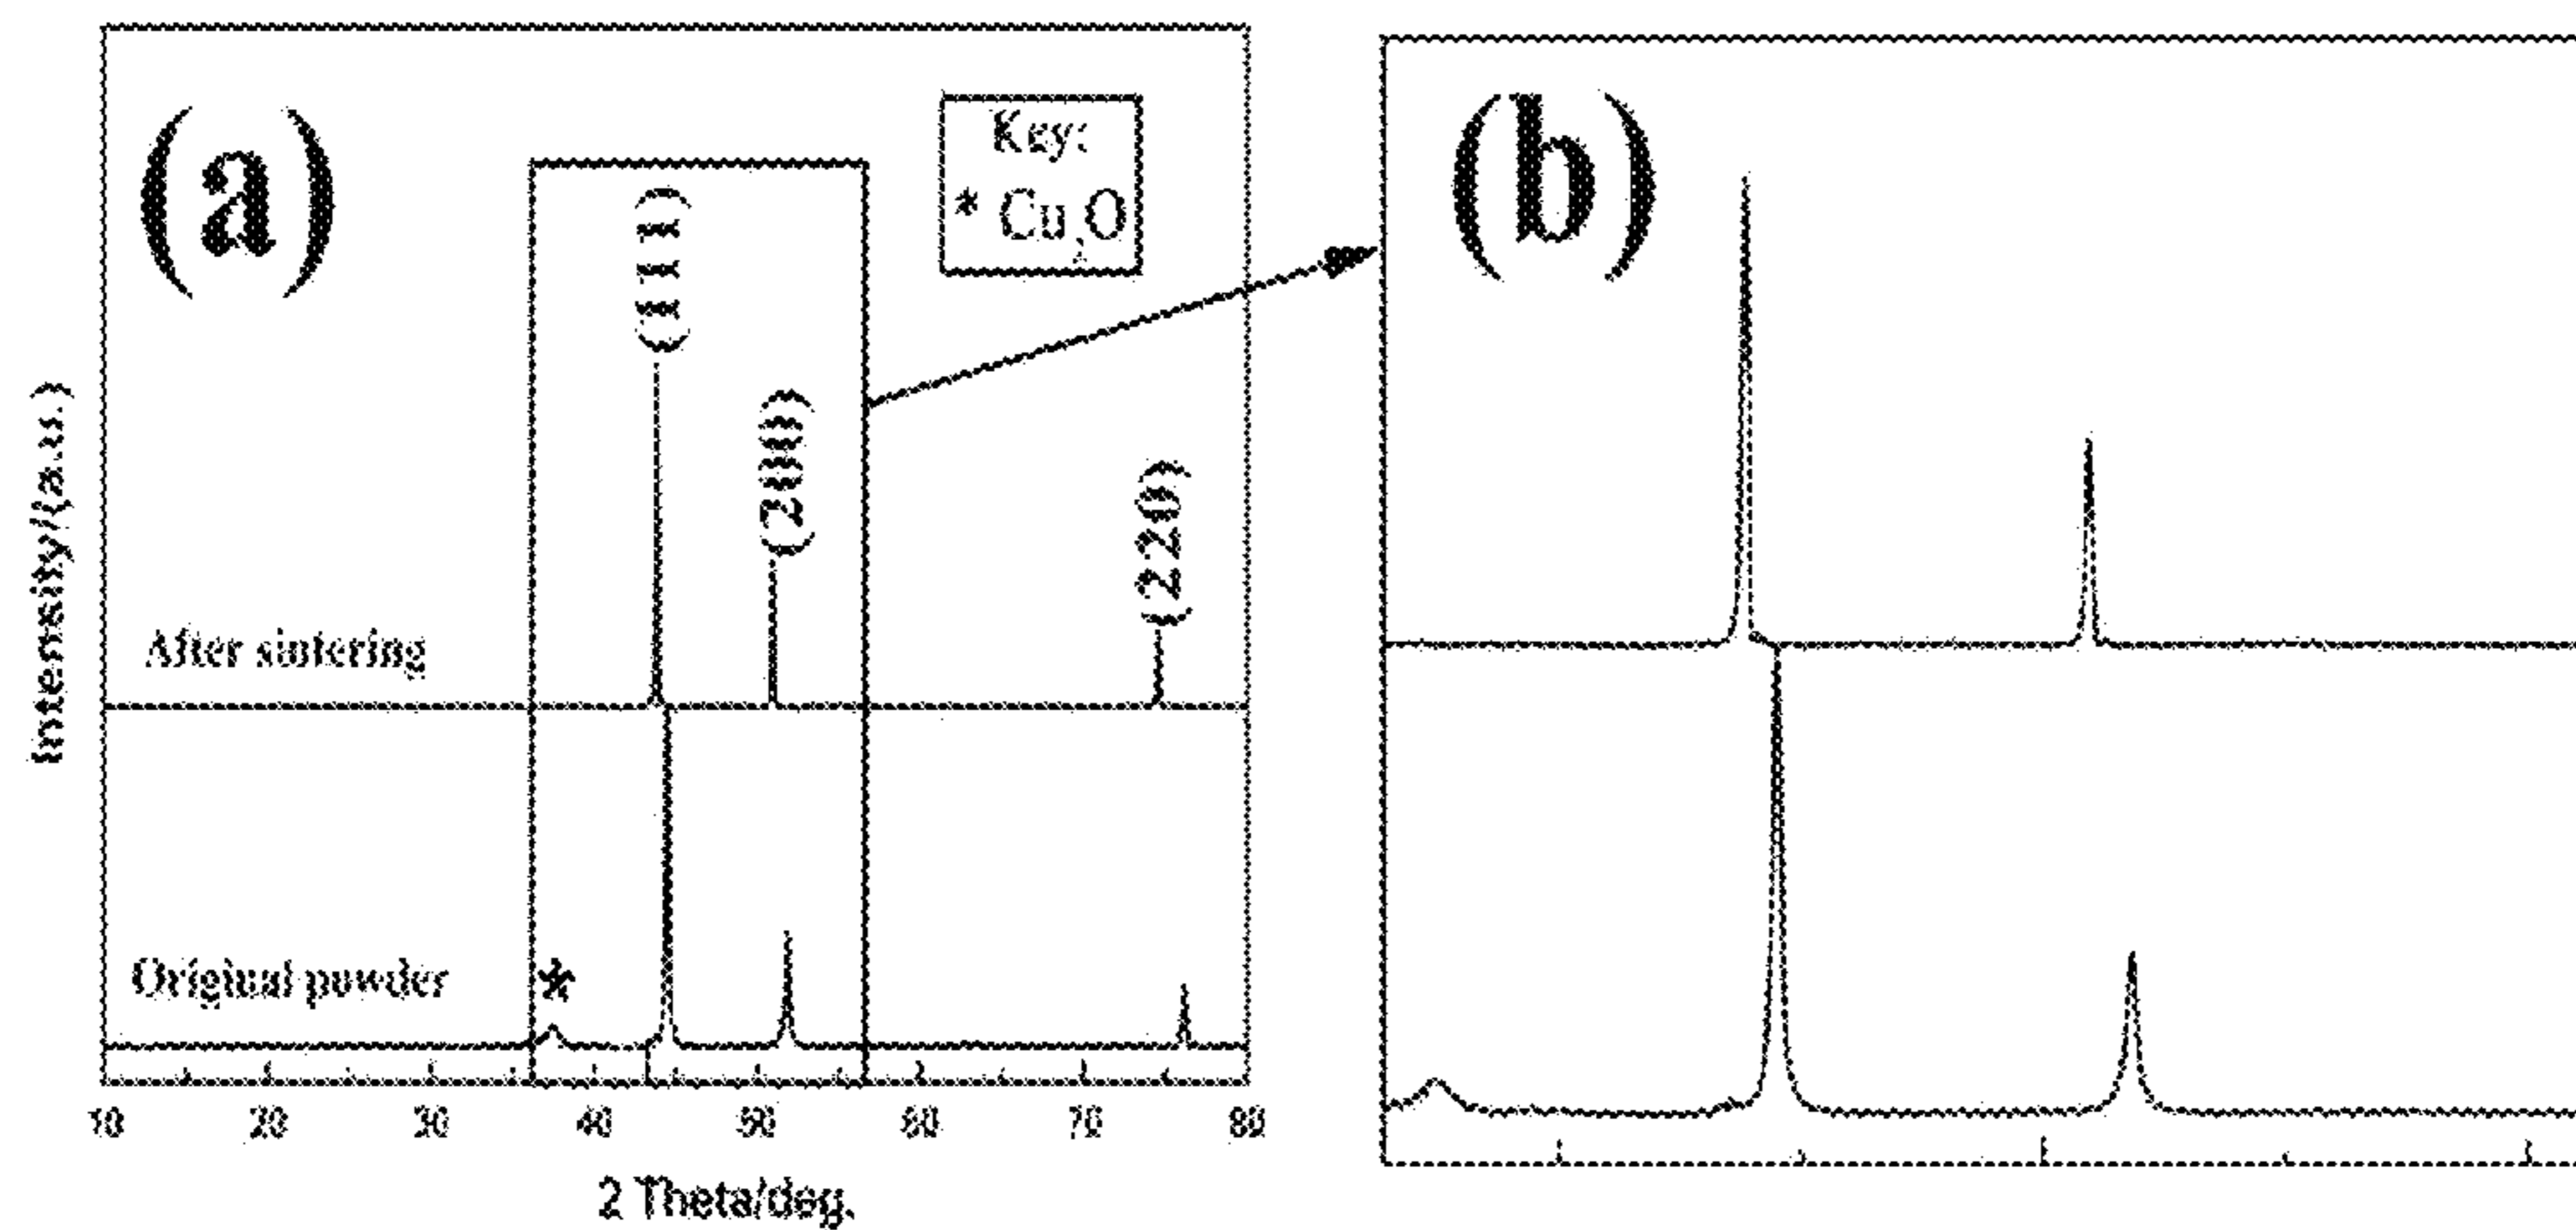 (a)
Key:
* Cu₂O
(111)
(200)
(220)
Intensity/(a.u.)
After sintering
Original powder
*
10 20 30 40 50 60 70 80
2 Theta/deg.
(b)